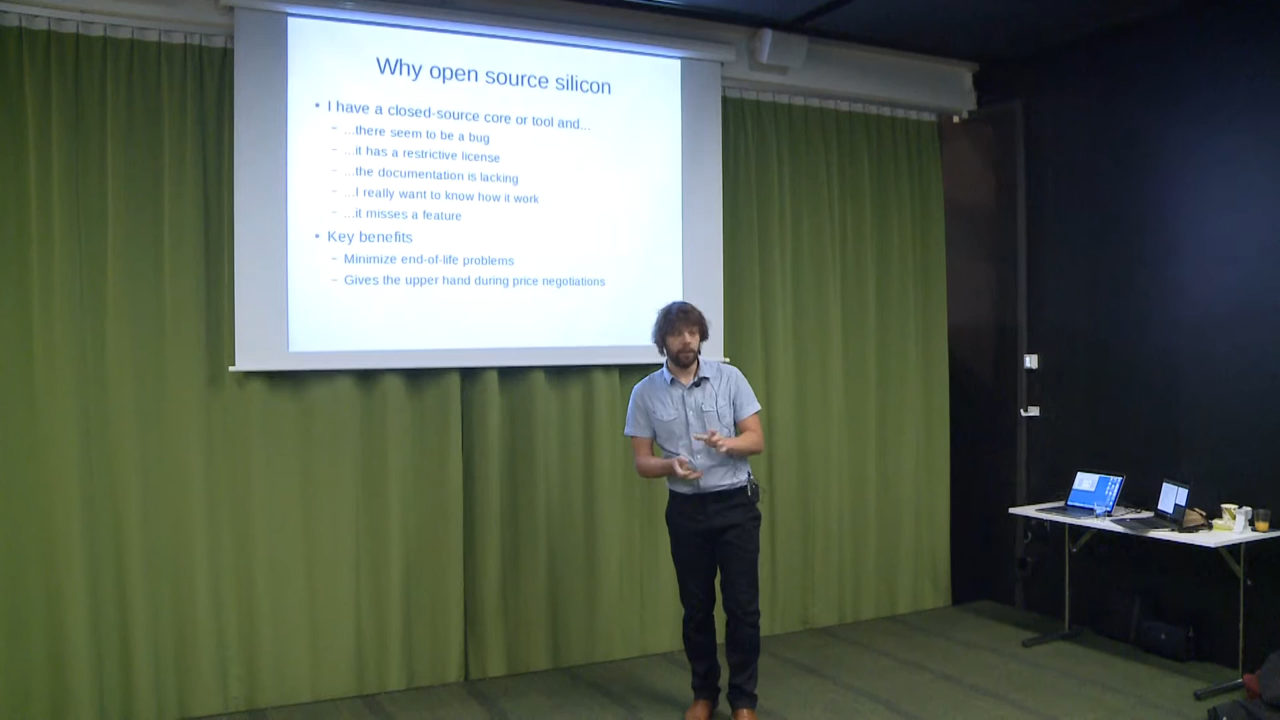 Why open source silicon
• I have a closed-source core or tool and...
– ...there seem to be a bug
– ...it has a restrictive license
– ...the documentation is lacking
– ...I really want to know how it work
– ...it misses a feature
• Key benefits
– Minimize end-of-life problems
– Gives the upper hand during price negotiations